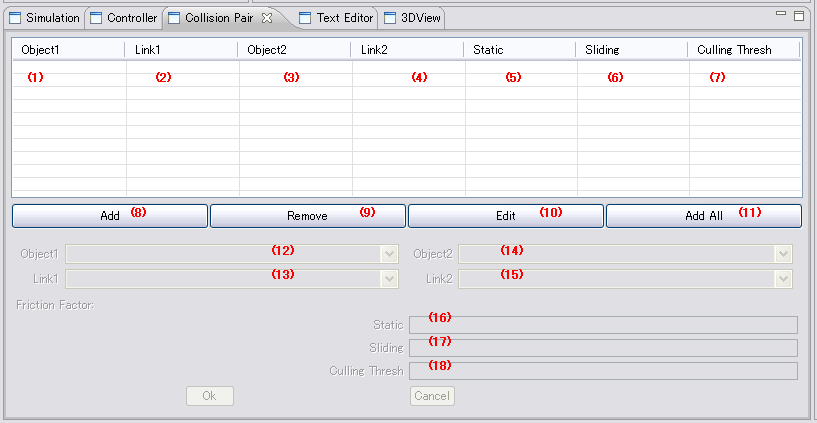 Simulation Controller Collision Pair Text Editor 3DView
Object1 Link1 Object2 Link2 Static Sliding Culling Thresh
(1) (2) (3) (4) (5) (6) (7)
Add (8) Remove (9) Edit (10) Add All (11)
Object1 (12) Object2 (14)
Link1 (13) Link2 (15)
Friction Factor:
Static (16)
Sliding (17)
Culling Thresh (18)
Ok Cancel